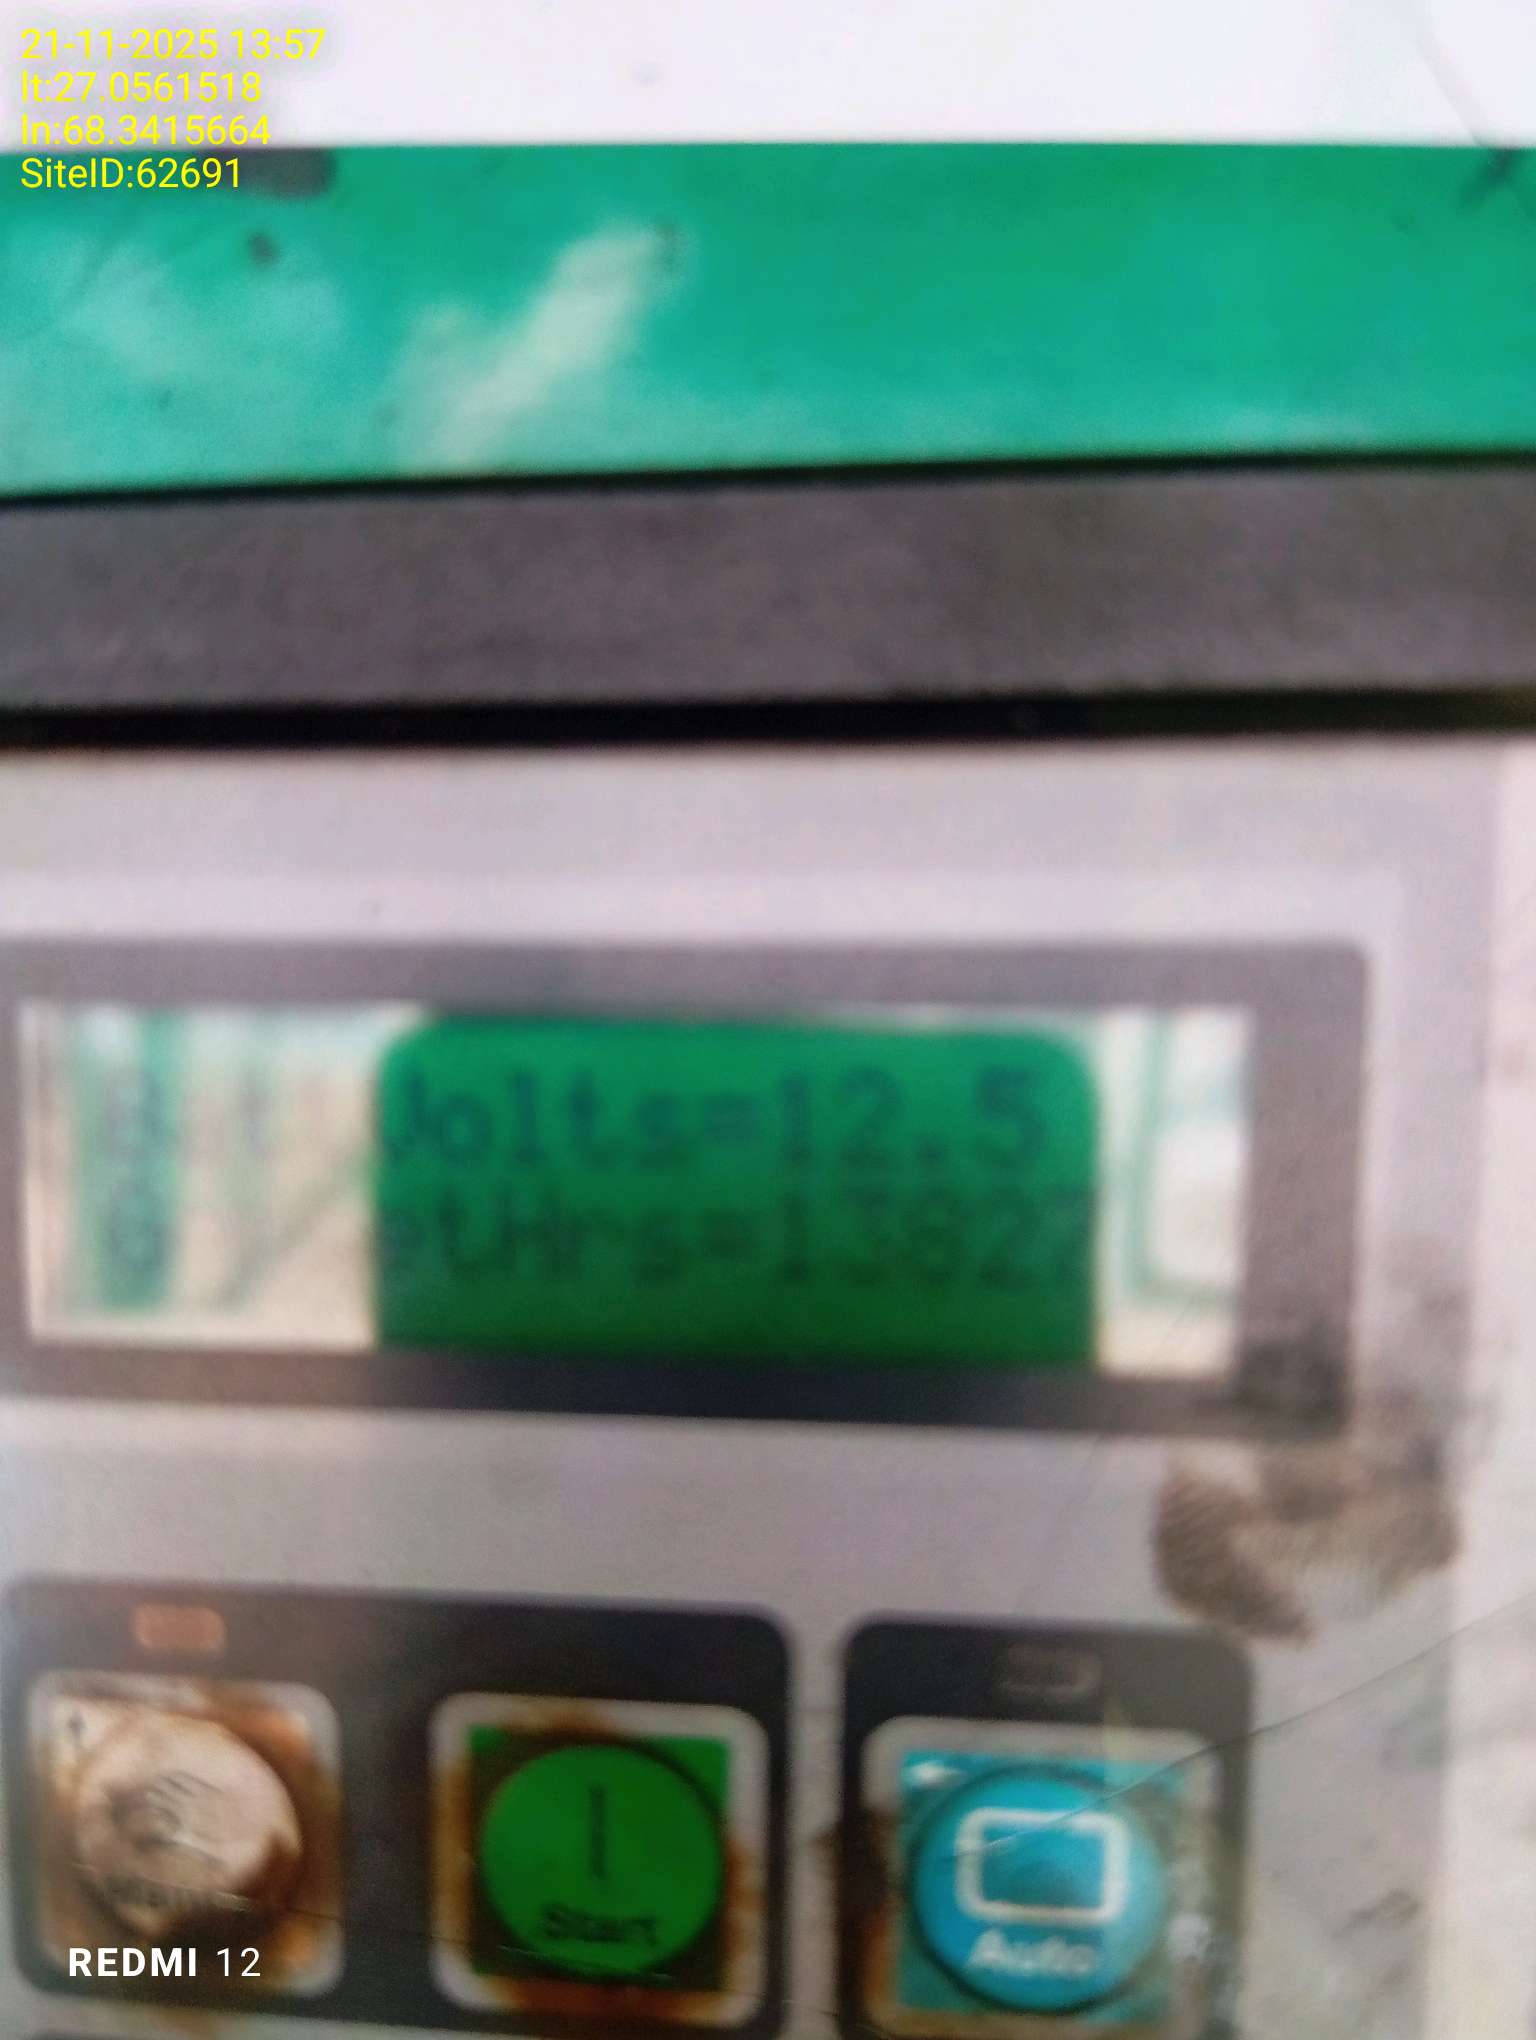 21-11-2025 13:57
lt:27.0561518
ln:68.3415664
SiteID:62691
Volts=12.5
Start
Auto
REDMI 12